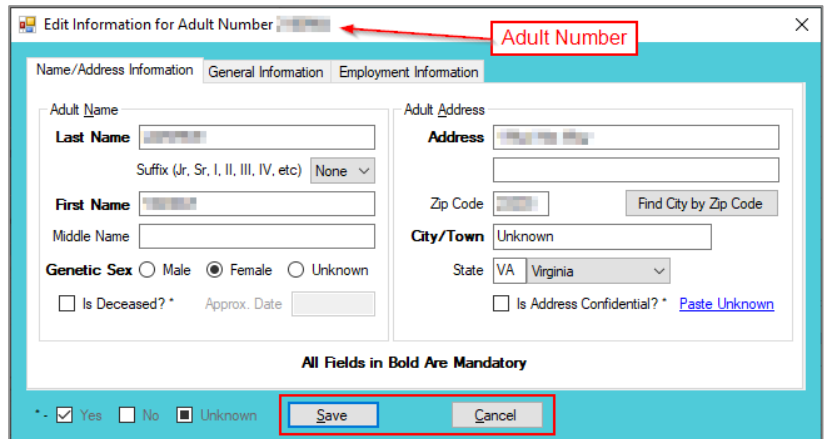 Edit Information for Adult Number
Adult Number
Name/Address Information General Information Employment Information
Adult Name
Last Name
Suffix (Jr, Sr, I, II, III, IV, etc) None
First Name
Middle Name
Genetic Sex Male Female Unknown
Is Deceased? * Approx. Date
Adult Address
Address
Zip Code Find City by Zip Code
City/Town Unknown
State VA Virginia
Is Address Confidential? * Paste Unknown
All Fields in Bold Are Mandatory
* - Yes No Unknown Save Cancel